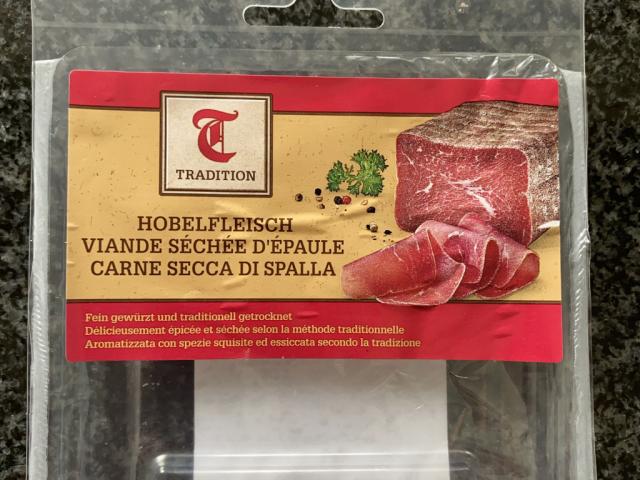 T
TRADITION
HOBELFLEISCH
VIANDE SÉCHÉE D'ÉPAULE
CARNE SECCA DI SPALLA
Fein gewürzt und traditionell getrocknet
Délicieusement épicée et séchée selon la méthode traditionnelle
Aromatizzata con spezie squisite ed essiccata secondo la tradizione